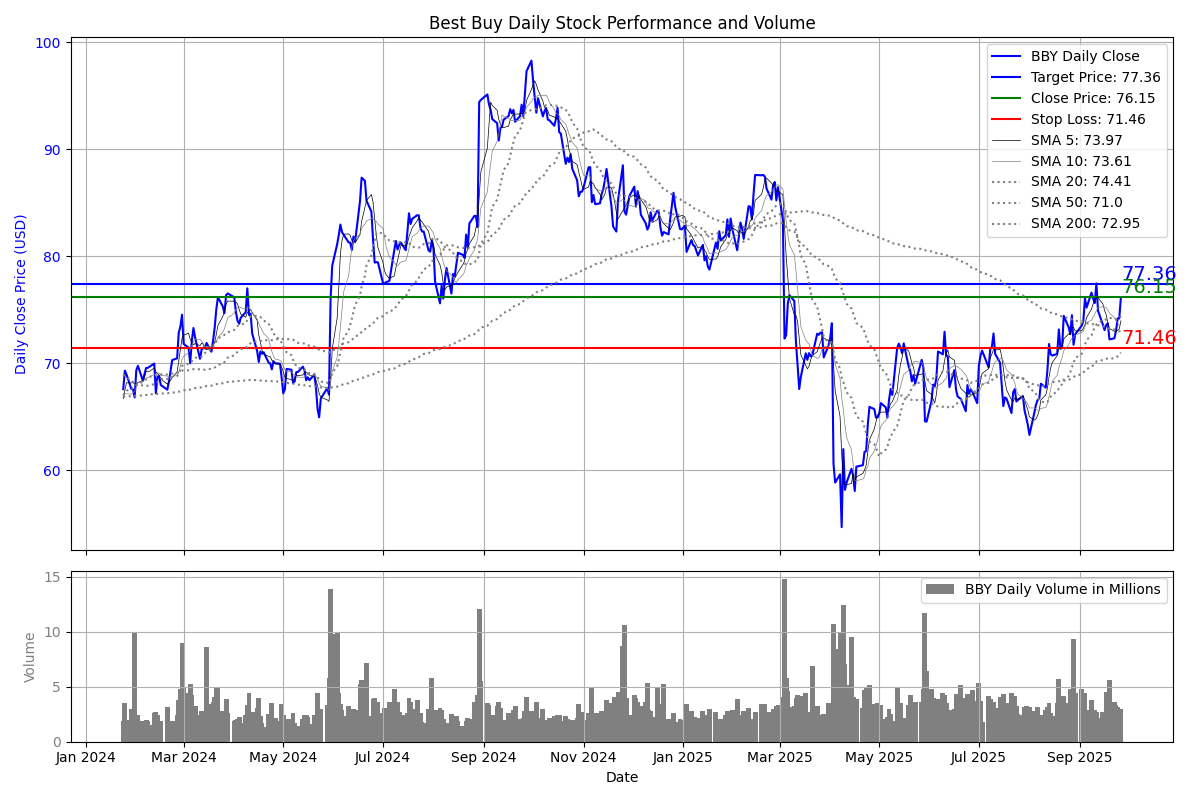 Best Buy Daily Stock Performance and Volume
100
90
80
70
60
Daily Close Price (USD)
BBY Daily Close
Target Price: 77.36
Close Price: 76.15
Stop Loss: 71.46
SMA 5: 73.97
SMA 10: 73.61
SMA 20: 74.41
SMA 50: 71.0
SMA 200: 72.95
77.36
76.15
71.46
15
10
5
0
Volume
BBY Daily Volume in Millions
Jan 2024 Mar 2024 May 2024 Jul 2024 Sep 2024 Nov 2024 Jan 2025 Mar 2025 May 2025 Jul 2025 Sep 2025
Date